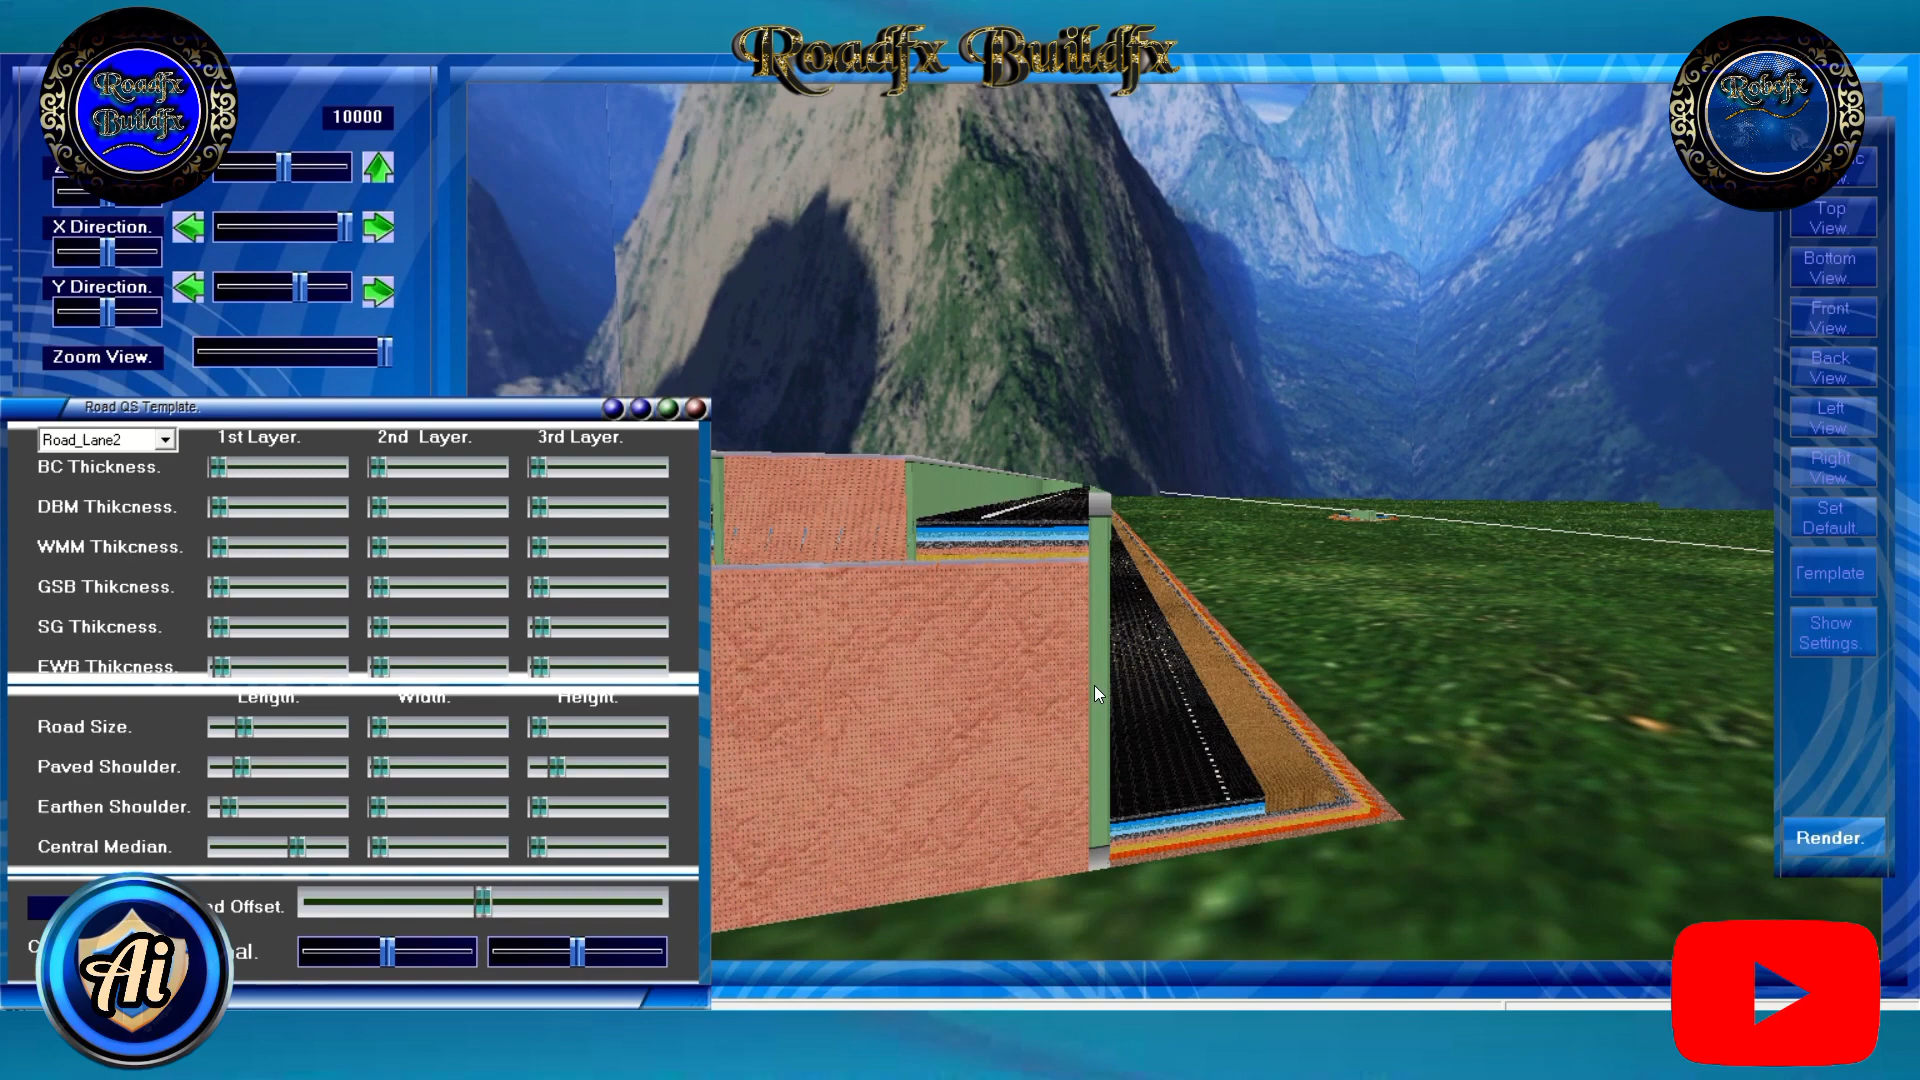 Roadfx Buildfx
Roadfx
Buildfx
Robofx
10000
X Direction.
Y Direction.
Zoom View.
Top
View.
Bottom
View.
Front
View.
Back
View.
Left
View.
Right
View.
Set
Default.
Template
Show
Settings.
Render.
Road QS Template.
Road_Lane2
1st Layer.
2nd Layer.
3rd Layer.
BC Thickness.
DBM Thikcness.
WMM Thikcness.
GSB Thikcness.
SG Thikcness.
EWB Thikcness.
Length.
Width.
Height.
Road Size.
Paved Shoulder.
Earthen Shoulder.
Central Median.
Offset.
Ai